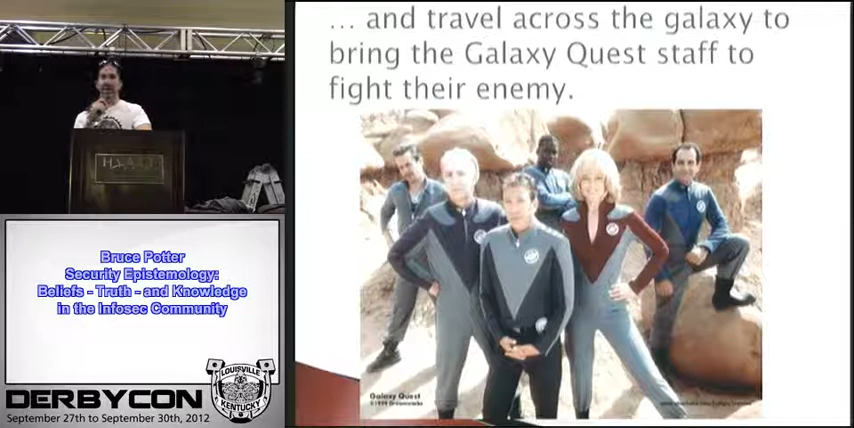 … and travel across the galaxy to
bring the Galaxy Quest staff to
fight their enemy.
HYATT
Bruce Potter
Security Epistemology:
Beliefs - Truth - and Knowledge
in the Infosec Community
LOUISVILLE
KENTUCKY
DERBYCON
September 27th to September 30th, 2012
Galaxy Quest